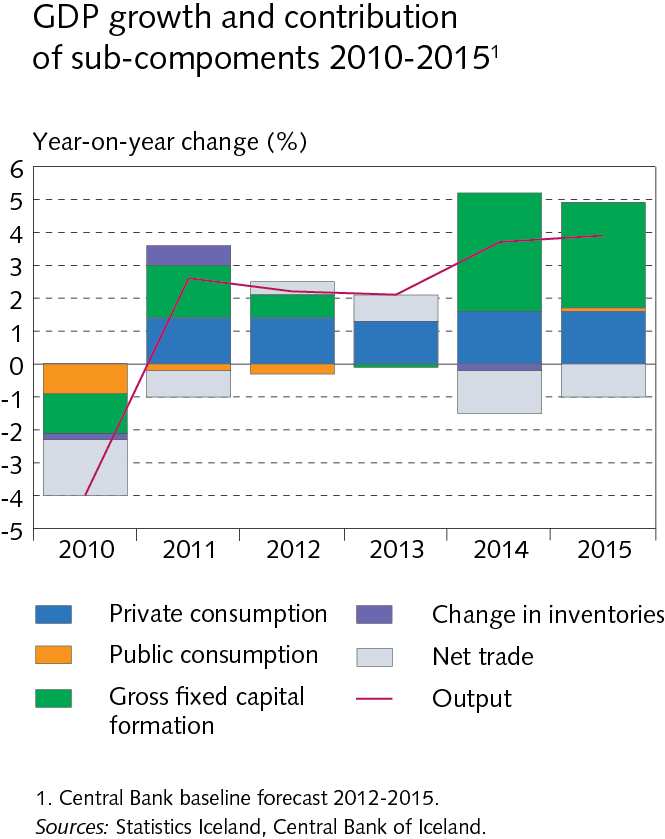 GDP growth and contribution
of sub-compoments 2010-2015¹
Year-on-year change (%)
6
5
4
3
2
1
0
-1
-2
-3
-4
-5
2010 2011 2012 2013 2014 2015
Private consumption
Public consumption
Gross fixed capital
formation
Change in inventories
Net trade
Output
1. Central Bank baseline forecast 2012-2015.
Sources: Statistics Iceland, Central Bank of Iceland.